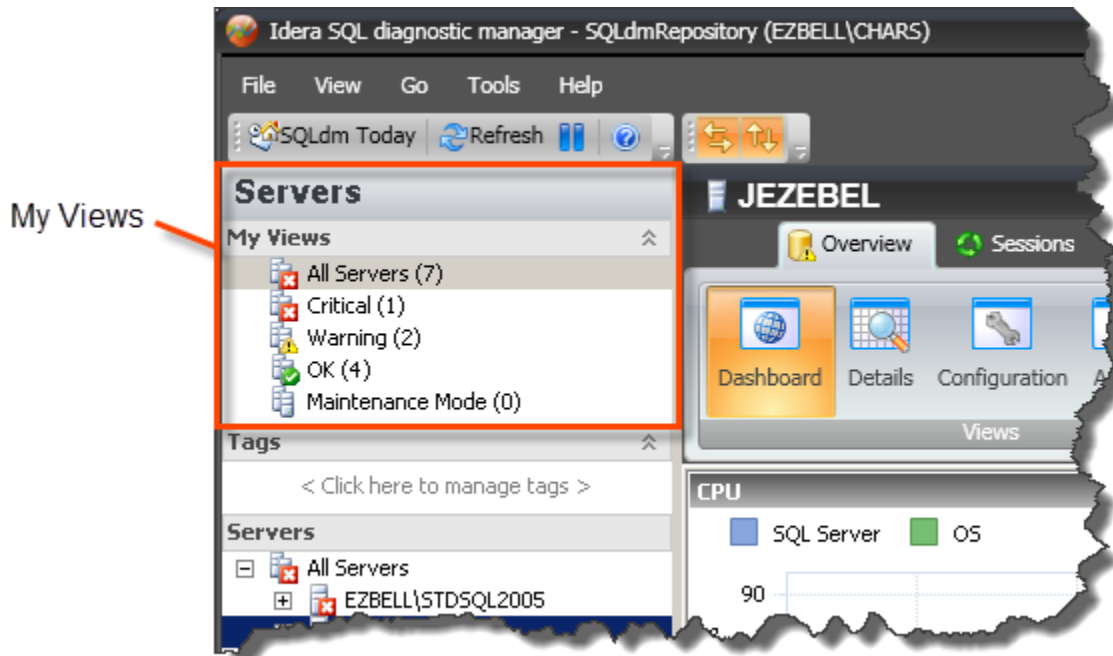 Idera SQL diagnostic manager - SQLdmRepository (EZBELL\CHARS)
File View Go Tools Help
SQLdm Today Refresh
My Views
Servers
My Views
All Servers (7)
Critical (1)
Warning (2)
OK (4)
Maintenance Mode (0)
Tags
< Click here to manage tags >
Servers
All Servers
EZBELL\STDSQL2005
JEZEBEL
Overview Sessions
Dashboard Details Configuration
Views
CPU
SQL Server OS
90